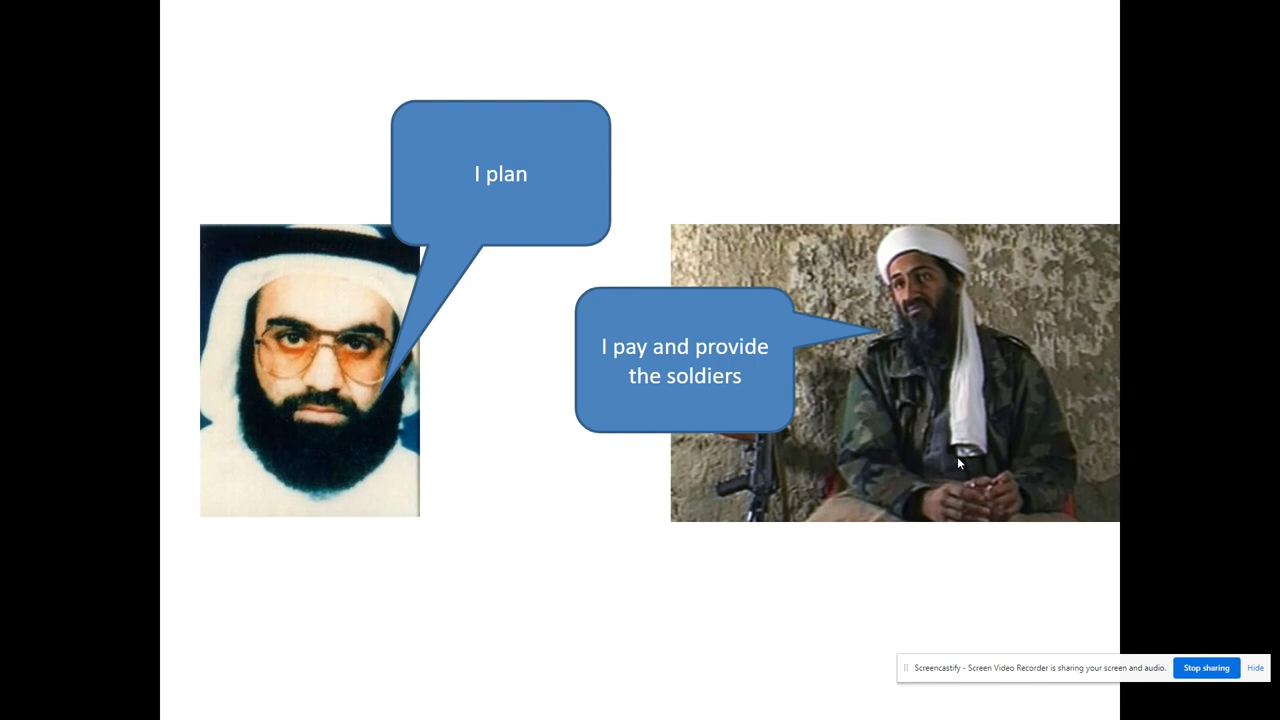 I plan
I pay and provide
the soldiers
Screencastify - Screen Video Recorder is sharing your screen and audio.
Stop sharing
Hide